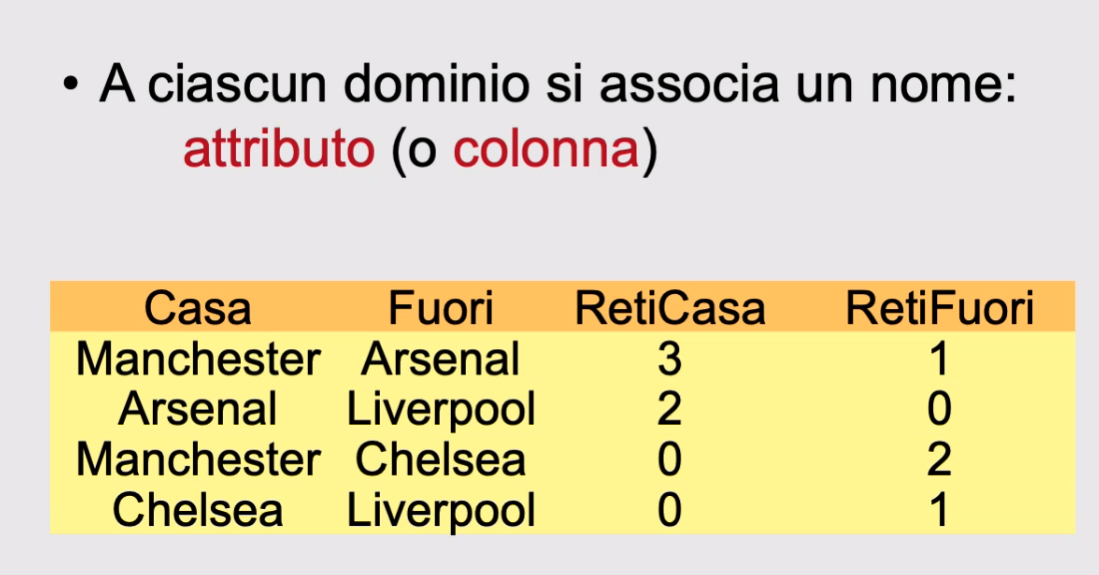 • A ciascun dominio si associa un nome:
attributo (o colonna)
Casa Fuori RetiCasa RetiFuori
Manchester Arsenal 3 1
Arsenal Liverpool 2 0
Manchester Chelsea 0 2
Chelsea Liverpool 0 1